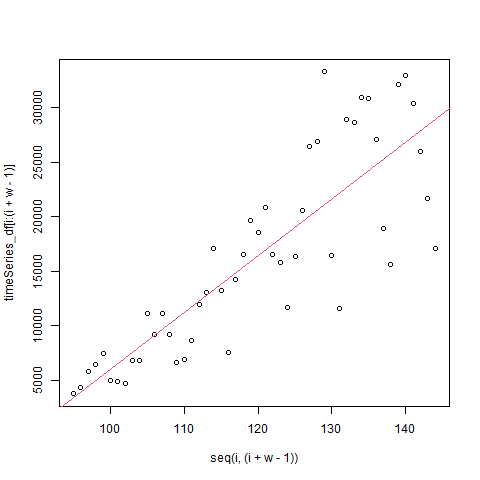 30000
25000
20000
15000
10000
5000
timeSeries_df[i:(i + w - 1)]
100 110 120 130 140
seq(i, (i + w - 1))